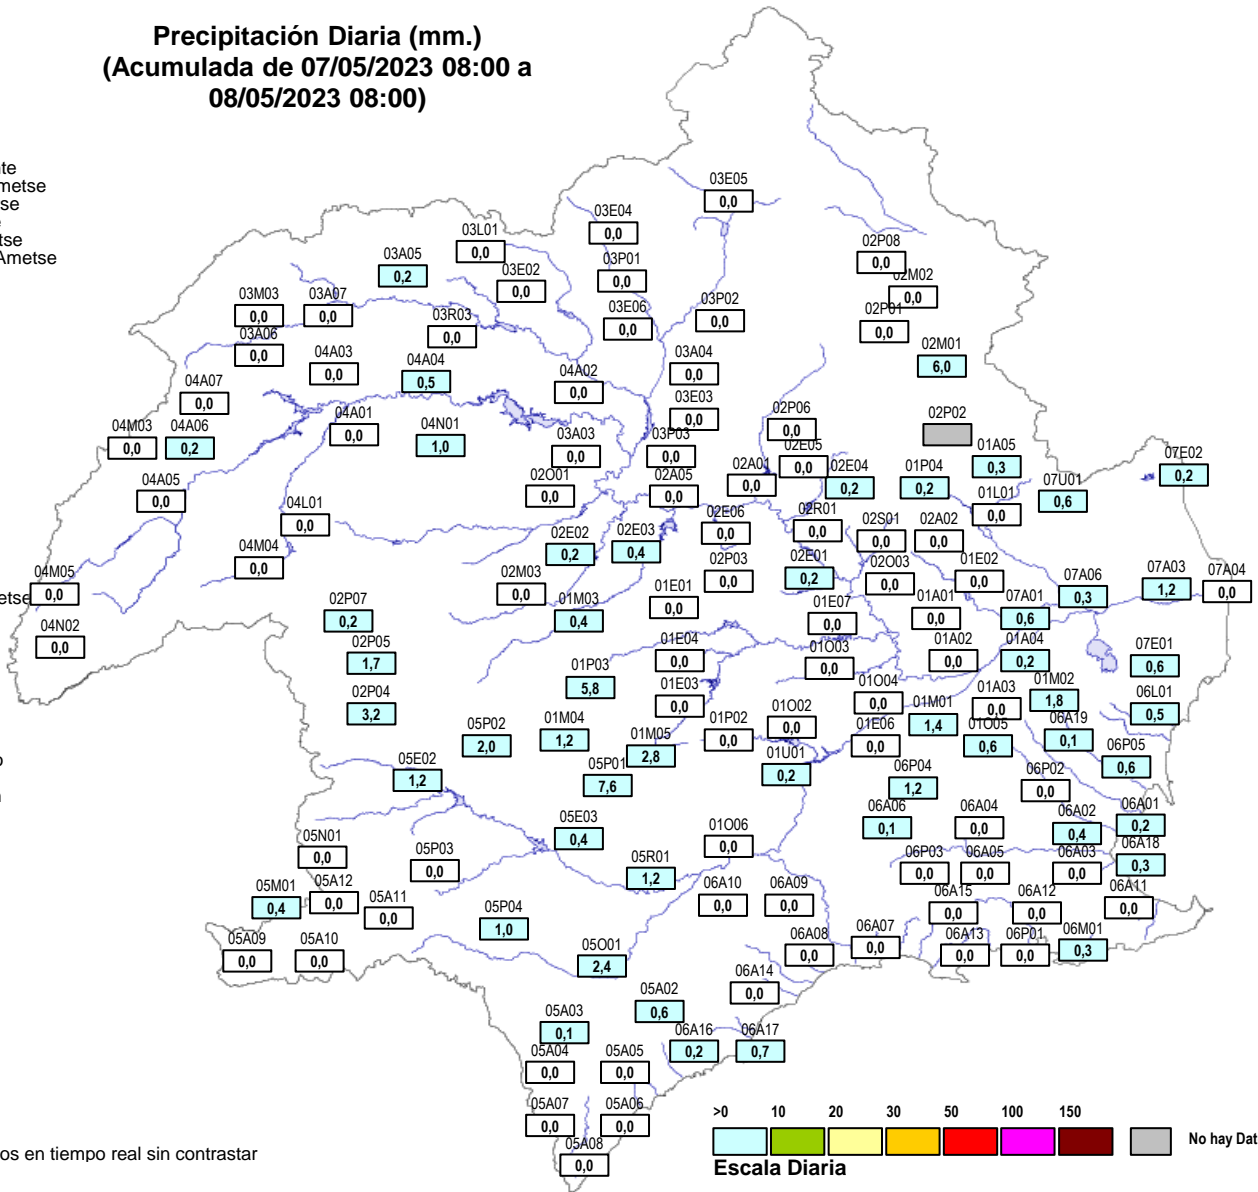 Precipitación Diaria (mm.)
(Acumulada de 07/05/2023 08:00 a
08/05/2023 08:00)
03E05
0,0
03E04
0,0
03L01
0,0
03A05
0,2
03P01
0,0
03E02
0,0
02P08
0,0
02M02
0,0
03M03
0,0
03A07
0,0
03R03
0,0
03E06
0,0
03P02
0,0
02P01
0,0
03A06
0,0
04A03
0,0
04A04
0,5
04A02
0,0
03A04
0,0
02M01
6,0
04A07
0,0
03E03
0,0
04M03
0,0
04A06
0,2
04A01
0,0
04N01
1,0
03A03
0,0
03P03
0,0
02P06
0,0
02P02
02E05
0,0
01A05
0,3
07E02
0,2
04A05
0,0
02O01
0,0
02A05
0,0
02A01
0,0
02E04
0,2
01P04
0,2
07U01
0,6
01L01
0,0
04L01
0,0
02E06
0,0
02R01
0,0
02S01
0,0
02A02
0,0
04M04
0,0
02E02
0,2
02E03
0,4
02P03
0,0
02E01
0,2
02O03
0,0
01E02
0,0
04M05
0,0
02M03
0,0
01E01
0,0
07A06
0,3
07A03
1,2
07A04
0,0
etse
02P07
0,2
01M03
0,4
01E07
0,0
01A01
0,0
07A01
0,6
04N02
0,0
02P05
1,7
01E04
0,0
01O03
0,0
01A02
0,0
01A04
0,2
07E01
0,6
01P03
5,8
01E03
0,0
01O04
0,0
01A03
0,0
01M02
1,8
06L01
0,5
02P04
3,2
01M01
1,4
05P02
2,0
01M04
1,2
01M05
2,8
01P02
0,0
01O02
0,0
01E06
0,0
01O05
0,6
06A19
0,1
06P05
0,6
05E02
1,2
05P01
7,6
01U01
0,2
06P04
1,2
06P02
0,0
05E03
0,4
01O06
0,0
06A06
0,1
06A04
0,0
06A02
0,4
06A01
0,2
05N01
0,0
05P03
0,0
05R01
1,2
06P03
0,0
06A05
0,0
06A03
0,0
06A18
0,3
05M01
0,4
05A12
0,0
05A11
0,0
06A10
0,0
06A09
0,0
06A15
0,0
06A12
0,0
06A11
0,0
05P04
1,0
05A09
0,0
05A10
0,0
05O01
2,4
06A08
0,0
06A07
0,0
06A13
0,0
06P01
0,0
06M01
0,3
06A14
0,0
05A02
0,6
05A03
0,1
06A16
0,2
06A17
0,7
05A04
0,0
05A05
0,0
05A07
0,0
05A06
0,0
05A08
0,0
>0 10 20 30 50 100 150
No hay Dat
Escala Diaria
os en tiempo real sin contrastar